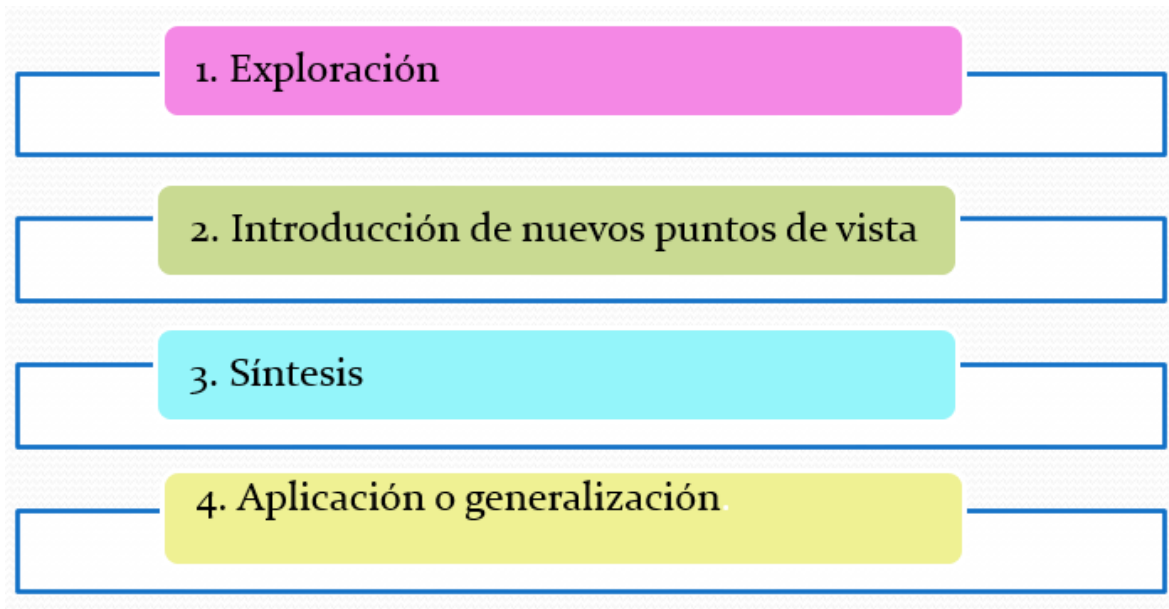 1. Exploración
2. Introducción de nuevos puntos de vista
3. Síntesis
4. Aplicación o generalización.